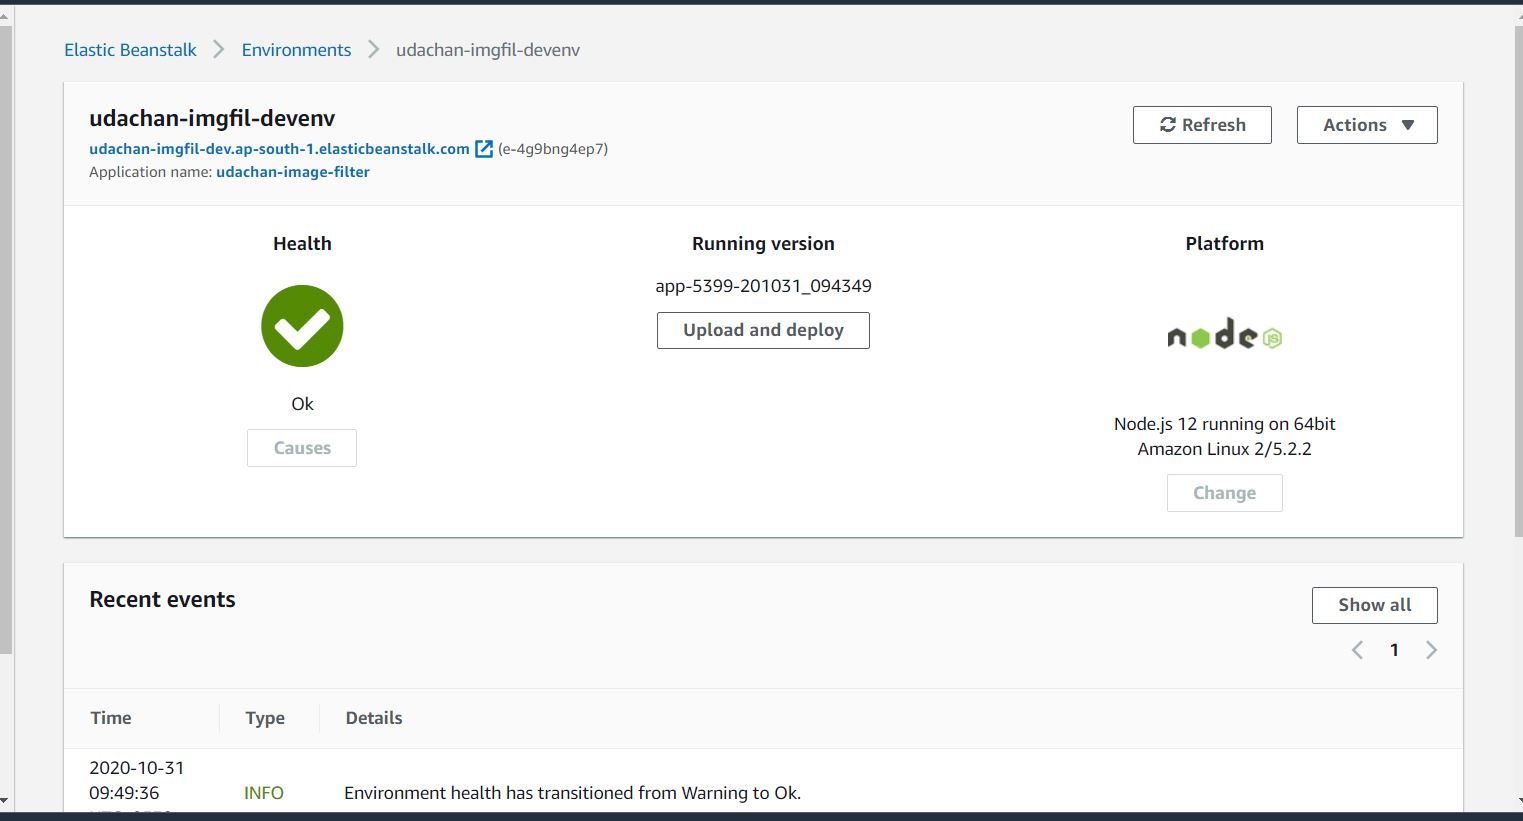 Elastic Beanstalk > Environments > udachan-imgfil-devenv
udachan-imgfil-devenv
Refresh
Actions
udachan-imgfil-dev.ap-south-1.elasticbeanstalk.com (e-4g9bng4ep7)
Application name: udachan-image-filter
Health
Ok
Causes
Running version
app-5399-201031_094349
Upload and deploy
Platform
node JS
Node.js 12 running on 64bit
Amazon Linux 2/5.2.2
Change
Recent events
Show all
< 1 >
Time
Type
Details
2020-10-31
09:49:36
INFO
Environment health has transitioned from Warning to Ok.